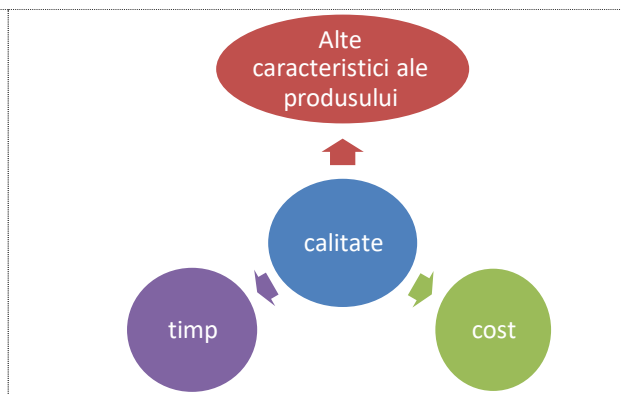 Alte
caracteristici ale
produsului
calitate
timp
cost